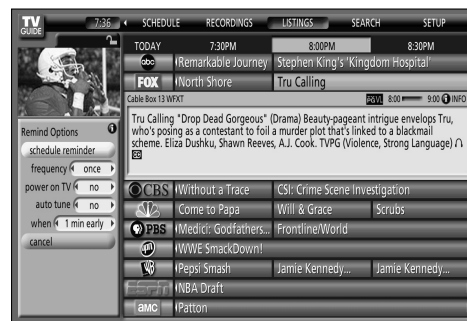 TV GUIDE 7:36 SCHEDULE RECORDINGS LISTINGS SEARCH SETUP
TODAY 7:30PM 8:00PM 8:30PM
abc Remarkable Journey Stephen King's 'Kingdom Hospital'
FOX North Shore Tru Calling
Cable Box 13 WFXT 8:00 9:00 INFO
Tru Calling "Drop Dead Gorgeous" (Drama) Beauty-pageant intrigue envelops Tru,
who's posing as a contestant to foil a murder plot that's linked to a blackmail
scheme. Eliza Dushku, Shawn Reeves, A.J. Cook. TVPG (Violence, Strong Language)
Remind Options
schedule reminder
frequency once
power on TV no
auto tune no
when 1 min early
cancel
CBS Without a Trace CSI: Crime Scene Investigation
Come to Papa Will & Grace Scrubs
PBS Medici: Godfathers... Frontline/World
WWE SmackDown!
WB Pepsi Smash Jamie Kennedy... Jamie Kennedy...
ESPN NBA Draft
amc Patton